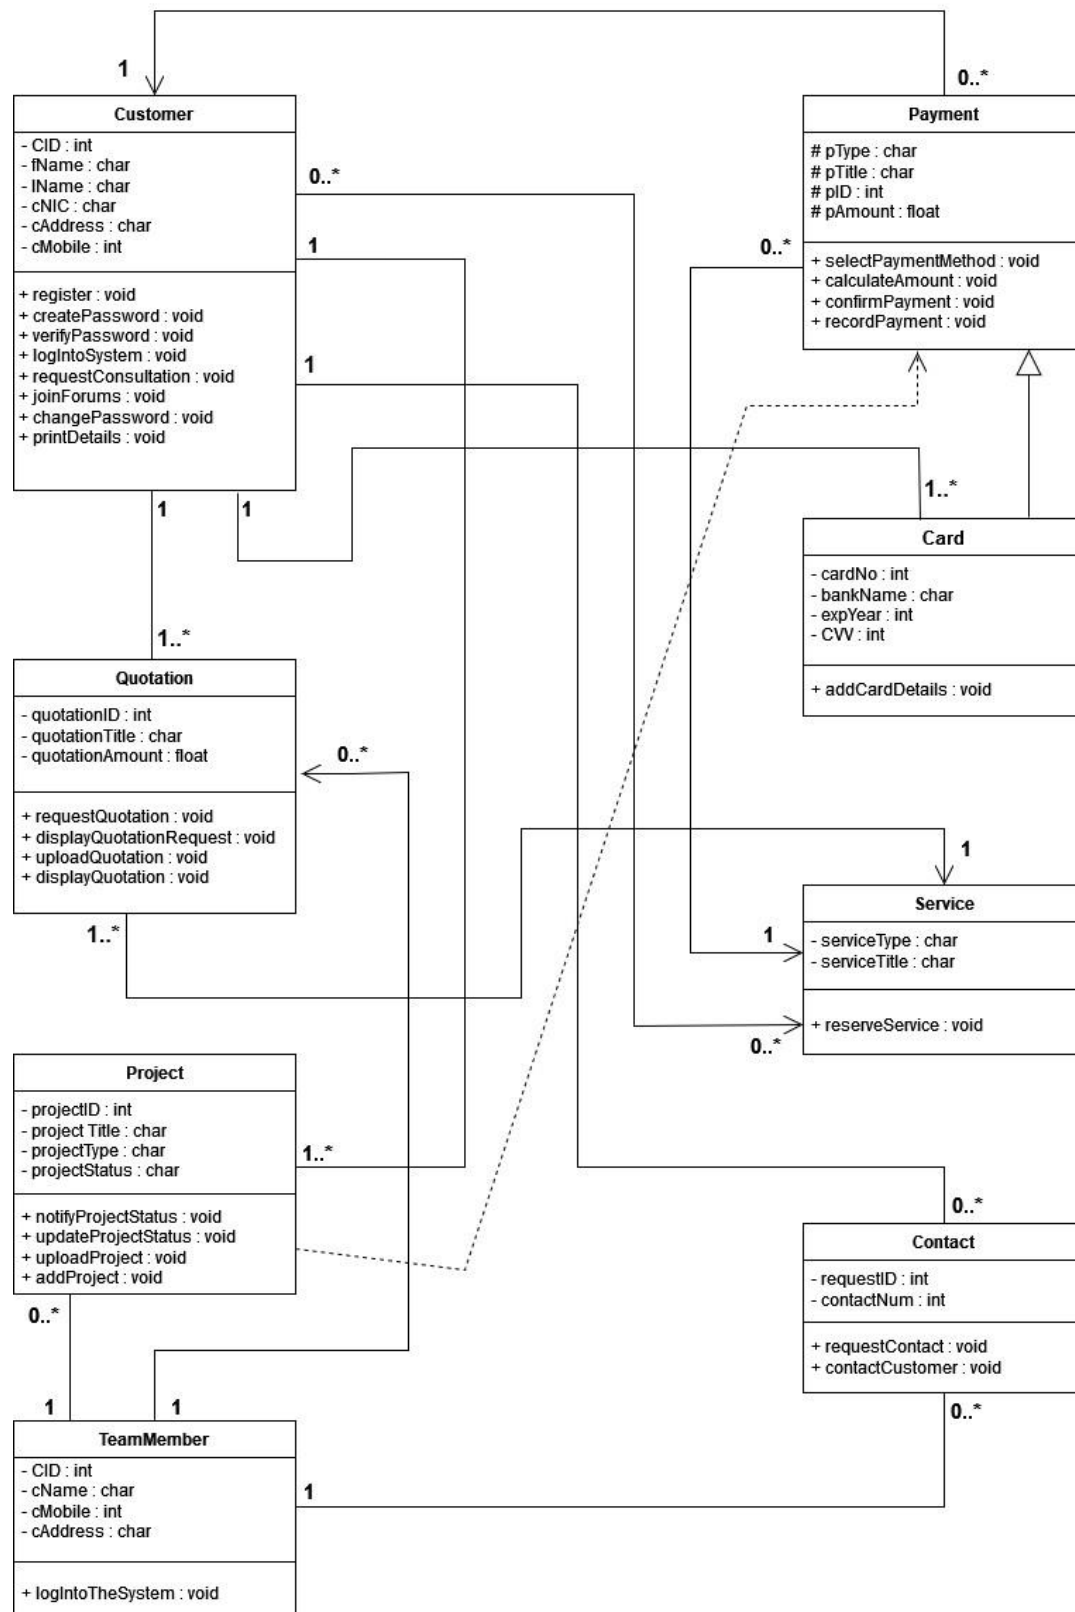 1
0..*
Customer
- CID : int
- fName : char
- lName : char
- cNIC : char
- cAddress : char
- cMobile : int
+ register : void
+ createPassword : void
+ verifyPassword : void
+ logIntoSystem : void
+ requestConsultation : void
+ joinForums : void
+ changePassword : void
+ printDetails : void
0..*
1
1
1
1
Payment
# pType : char
# pTitle : char
# pID : int
# pAmount : float
+ selectPaymentMethod : void
+ calculateAmount : void
+ confirmPayment : void
+ recordPayment : void
0..*
1..*
Card
- cardNo : int
- bankName : char
- expYear : int
- CVV : int
+ addCardDetails : void
1..*
Quotation
- quotationID : int
- quotationTitle : char
- quotationAmount : float
+ requestQuotation : void
+ displayQuotationRequest : void
+ uploadQuotation : void
+ displayQuotation : void
0..*
1..*
1
Service
- serviceType : char
- serviceTitle : char
+ reserveService : void
1
0..*
Project
- projectID : int
- project Title : char
- projectType : char
- projectStatus : char
+ notifyProjectStatus : void
+ updateProjectStatus : void
+ uploadProject : void
+ addProject : void
1..*
0..*
0..*
Contact
- requestID : int
- contactNum : int
+ requestContact : void
+ contactCustomer : void
0..*
1
1
TeamMember
- CID : int
- cName : char
- cMobile : int
- cAddress : char
+ logIntoTheSystem : void
1